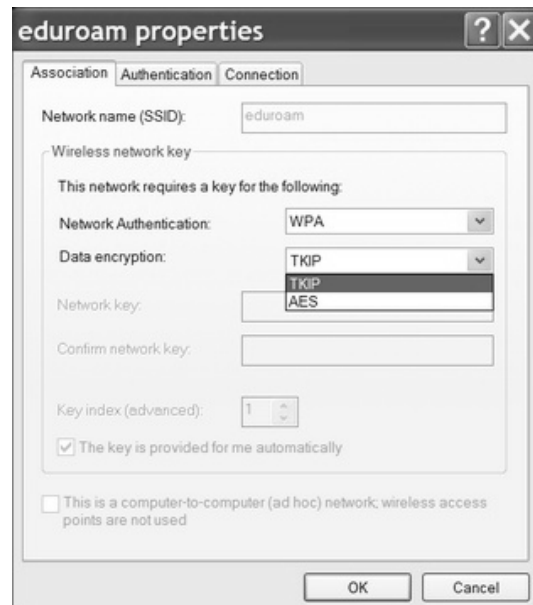 eduroam properties
Association Authentication Connection
Network name (SSID): eduroam
Wireless network key
This network requires a key for the following:
Network Authentication: WPA
Data encryption: TKIP
TKIP
AES
Network key:
Confirm network key:
Key index (advanced): 1
The key is provided for me automatically
This is a computer-to-computer (ad hoc) network; wireless access
points are not used
OK Cancel